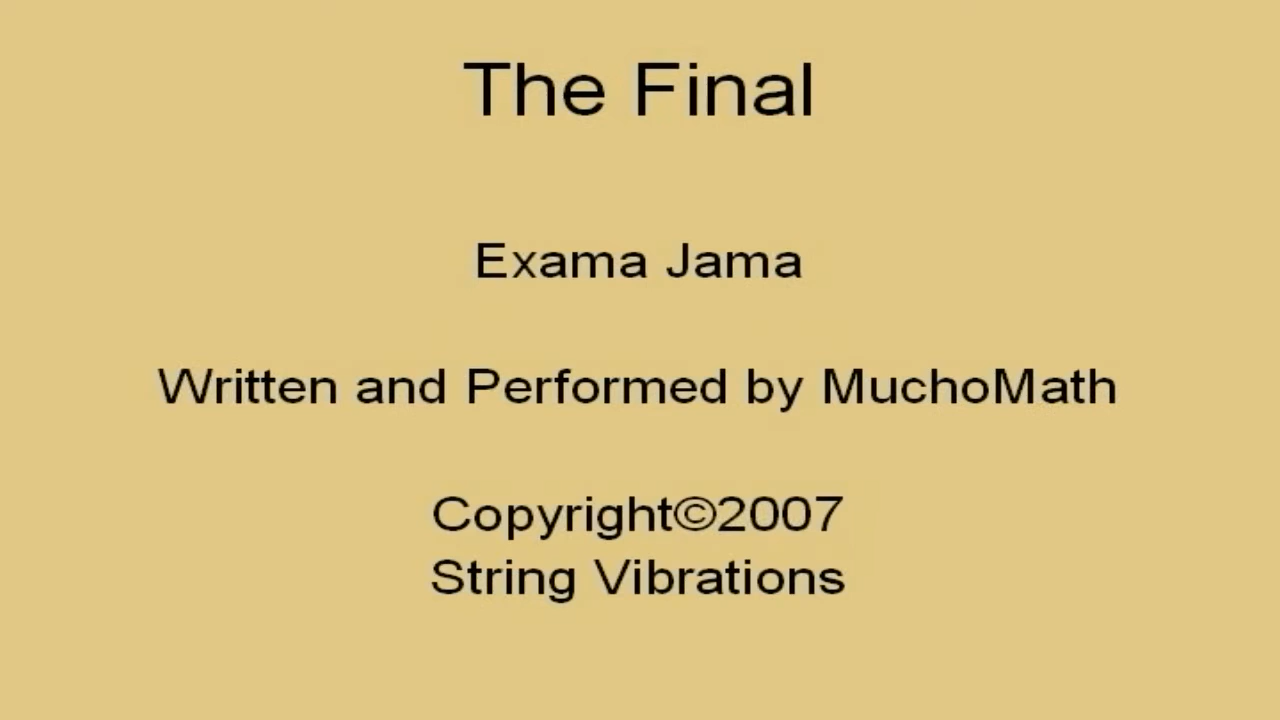 The Final
Exama Jama
Written and Performed by MuchoMath
Copyright©2007
String Vibrations